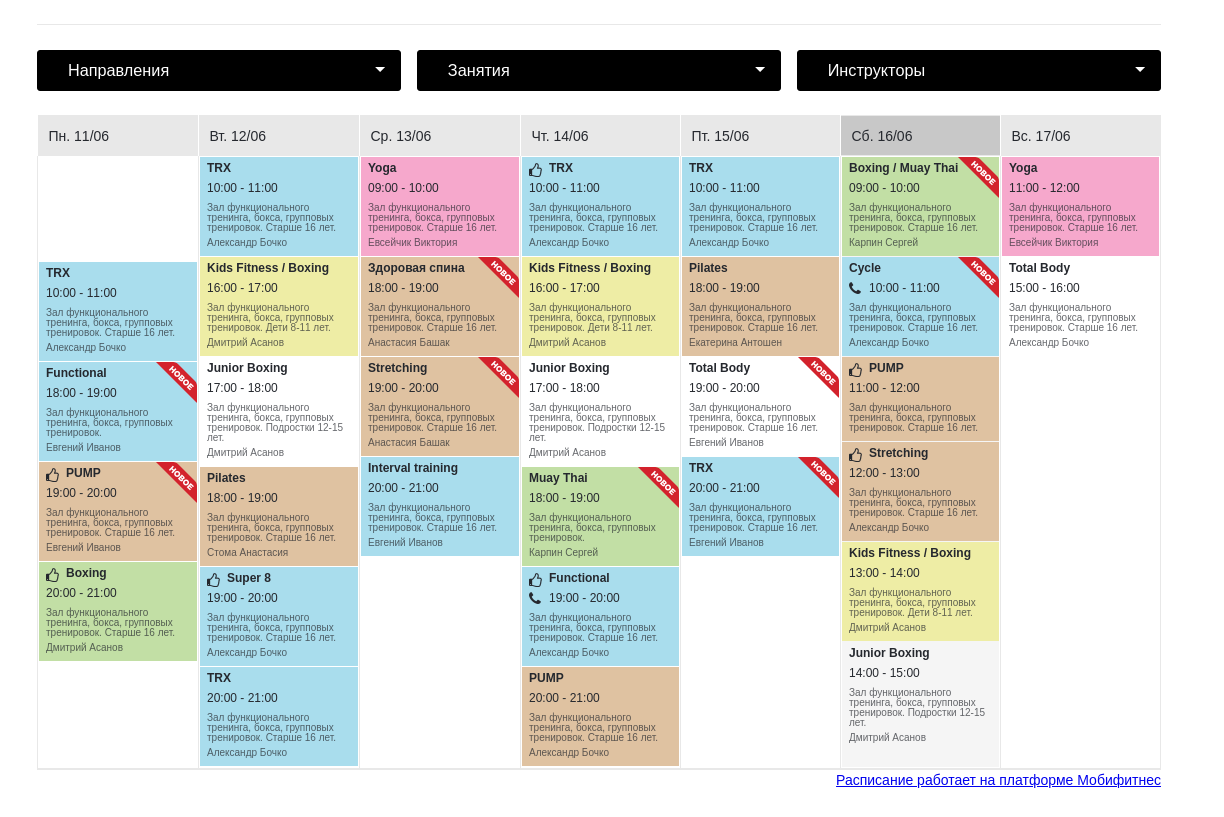 Направления
Занятия
Инструкторы
Пн. 11/06
Вт. 12/06
Ср. 13/06
Чт. 14/06
Пт. 15/06
Сб. 16/06
Вс. 17/06
TRX
10:00 - 11:00
Зал функционального
тренинга, бокса, групповых
тренировок. Старше 16 лет.
Александр Бочко
Functional
НОВОЕ
18:00 - 19:00
Зал функционального
тренинга, бокса, групповых
тренировок.
Евгений Иванов
PUMP
НОВОЕ
19:00 - 20:00
Зал функционального
тренинга, бокса, групповых
тренировок. Старше 16 лет.
Евгений Иванов
Boxing
20:00 - 21:00
Зал функционального
тренинга, бокса, групповых
тренировок. Старше 16 лет.
Дмитрий Асанов
TRX
10:00 - 11:00
Зал функционального
тренинга, бокса, групповых
тренировок. Старше 16 лет.
Александр Бочко
Kids Fitness / Boxing
16:00 - 17:00
Зал функционального
тренинга, бокса, групповых
тренировок. Дети 8-11 лет.
Дмитрий Асанов
Junior Boxing
17:00 - 18:00
Зал функционального
тренинга, бокса, групповых
тренировок. Подростки 12-15
лет.
Дмитрий Асанов
Pilates
18:00 - 19:00
Зал функционального
тренинга, бокса, групповых
тренировок. Старше 16 лет.
Стома Анастасия
Super 8
19:00 - 20:00
Зал функционального
тренинга, бокса, групповых
тренировок. Старше 16 лет.
Александр Бочко
TRX
20:00 - 21:00
Зал функционального
тренинга, бокса, групповых
тренировок. Старше 16 лет.
Александр Бочко
Yoga
09:00 - 10:00
Зал функционального
тренинга, бокса, групповых
тренировок. Старше 16 лет.
Евсейчик Виктория
Здоровая спина
НОВОЕ
18:00 - 19:00
Зал функционального
тренинга, бокса, групповых
тренировок. Старше 16 лет.
Анастасия Башак
Stretching
НОВОЕ
19:00 - 20:00
Зал функционального
тренинга, бокса, групповых
тренировок. Старше 16 лет.
Анастасия Башак
Interval training
20:00 - 21:00
Зал функционального
тренинга, бокса, групповых
тренировок. Старше 16 лет.
Евгений Иванов
TRX
10:00 - 11:00
Зал функционального
тренинга, бокса, групповых
тренировок. Старше 16 лет.
Александр Бочко
Kids Fitness / Boxing
16:00 - 17:00
Зал функционального
тренинга, бокса, групповых
тренировок. Дети 8-11 лет.
Дмитрий Асанов
Junior Boxing
17:00 - 18:00
Зал функционального
тренинга, бокса, групповых
тренировок. Подростки 12-15
лет.
Дмитрий Асанов
Muay Thai
НОВОЕ
18:00 - 19:00
Зал функционального
тренинга, бокса, групповых
тренировок.
Карпин Сергей
Functional
19:00 - 20:00
Зал функционального
тренинга, бокса, групповых
тренировок. Старше 16 лет.
Александр Бочко
PUMP
20:00 - 21:00
Зал функционального
тренинга, бокса, групповых
тренировок. Старше 16 лет.
Александр Бочко
TRX
10:00 - 11:00
Зал функционального
тренинга, бокса, групповых
тренировок. Старше 16 лет.
Александр Бочко
Pilates
18:00 - 19:00
Зал функционального
тренинга, бокса, групповых
тренировок. Старше 16 лет.
Екатерина Антошен
Total Body
НОВОЕ
19:00 - 20:00
Зал функционального
тренинга, бокса, групповых
тренировок. Старше 16 лет.
Евгений Иванов
TRX
НОВОЕ
20:00 - 21:00
Зал функционального
тренинга, бокса, групповых
тренировок. Старше 16 лет.
Евгений Иванов
Boxing / Muay Thai
НОВОЕ
09:00 - 10:00
Зал функционального
тренинга, бокса, групповых
тренировок. Старше 16 лет.
Карпин Сергей
Cycle
НОВОЕ
10:00 - 11:00
Зал функционального
тренинга, бокса, групповых
тренировок. Старше 16 лет.
Александр Бочко
PUMP
11:00 - 12:00
Зал функционального
тренинга, бокса, групповых
тренировок. Старше 16 лет.
Stretching
12:00 - 13:00
Зал функционального
тренинга, бокса, групповых
тренировок. Старше 16 лет.
Александр Бочко
Kids Fitness / Boxing
13:00 - 14:00
Зал функционального
тренинга, бокса, групповых
тренировок. Дети 8-11 лет.
Дмитрий Асанов
Junior Boxing
14:00 - 15:00
Зал функционального
тренинга, бокса, групповых
тренировок. Подростки 12-15
лет.
Дмитрий Асанов
Yoga
11:00 - 12:00
Зал функционального
тренинга, бокса, групповых
тренировок. Старше 16 лет.
Евсейчик Виктория
Total Body
15:00 - 16:00
Зал функционального
тренинга, бокса, групповых
тренировок. Старше 16 лет.
Александр Бочко
Расписание работает на платформе Мобифитнес